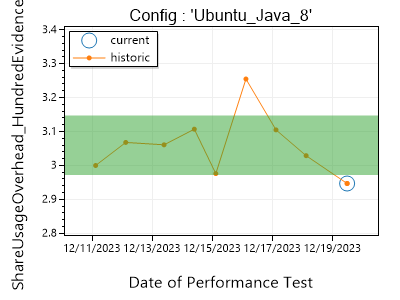 Config : 'Ubuntu_Java_8'
ShareUsageOverhead_HundredEvidence
current
historic
3.4
3.3
3.2
3.1
3
2.9
2.8
12/11/2023 12/13/2023 12/15/2023 12/17/2023 12/19/2023
Date of Performance Test